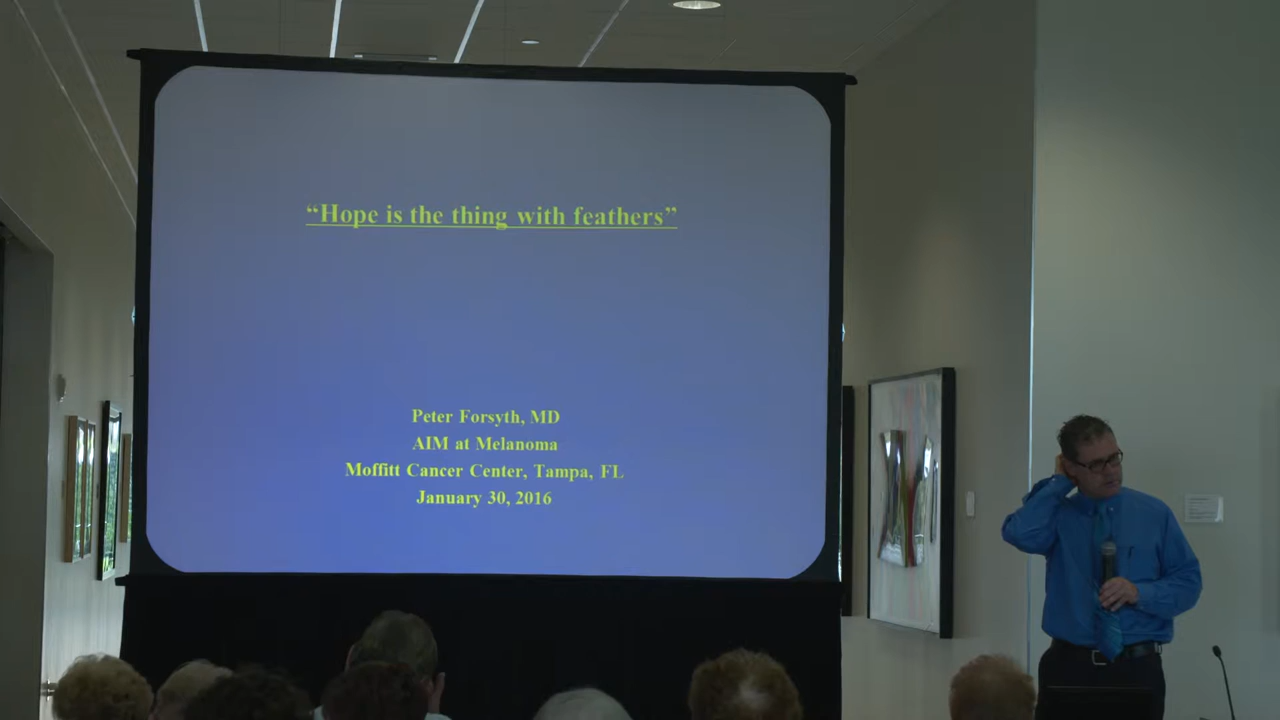 “Hope is the thing with feathers”
Peter Forsyth, MD
AIM at Melanoma
Moffitt Cancer Center, Tampa, FL
January 30, 2016